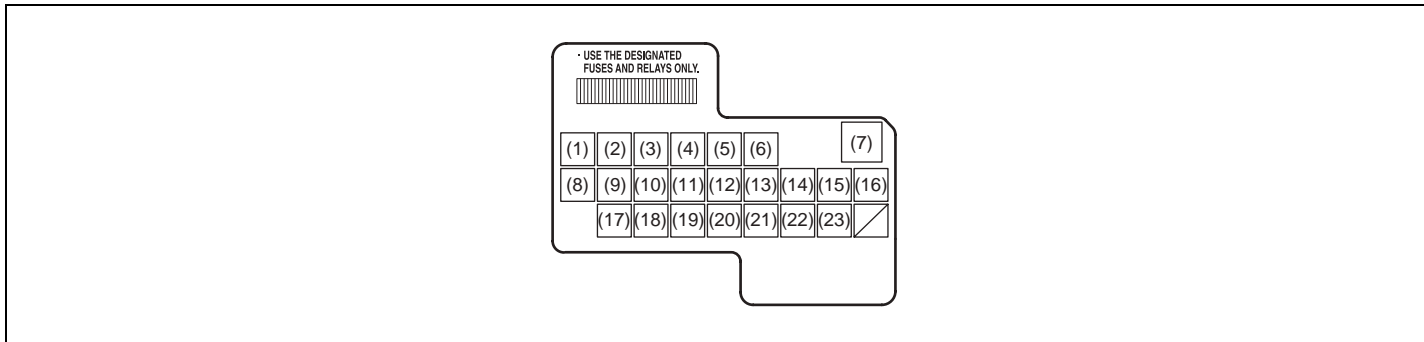 · USE THE DESIGNATED
FUSES AND RELAYS ONLY.
(1) (2) (3) (4) (5) (6) (7)
(8) (9) (10) (11) (12) (13) (14) (15) (16)
(17) (18) (19) (20) (21) (22) (23)